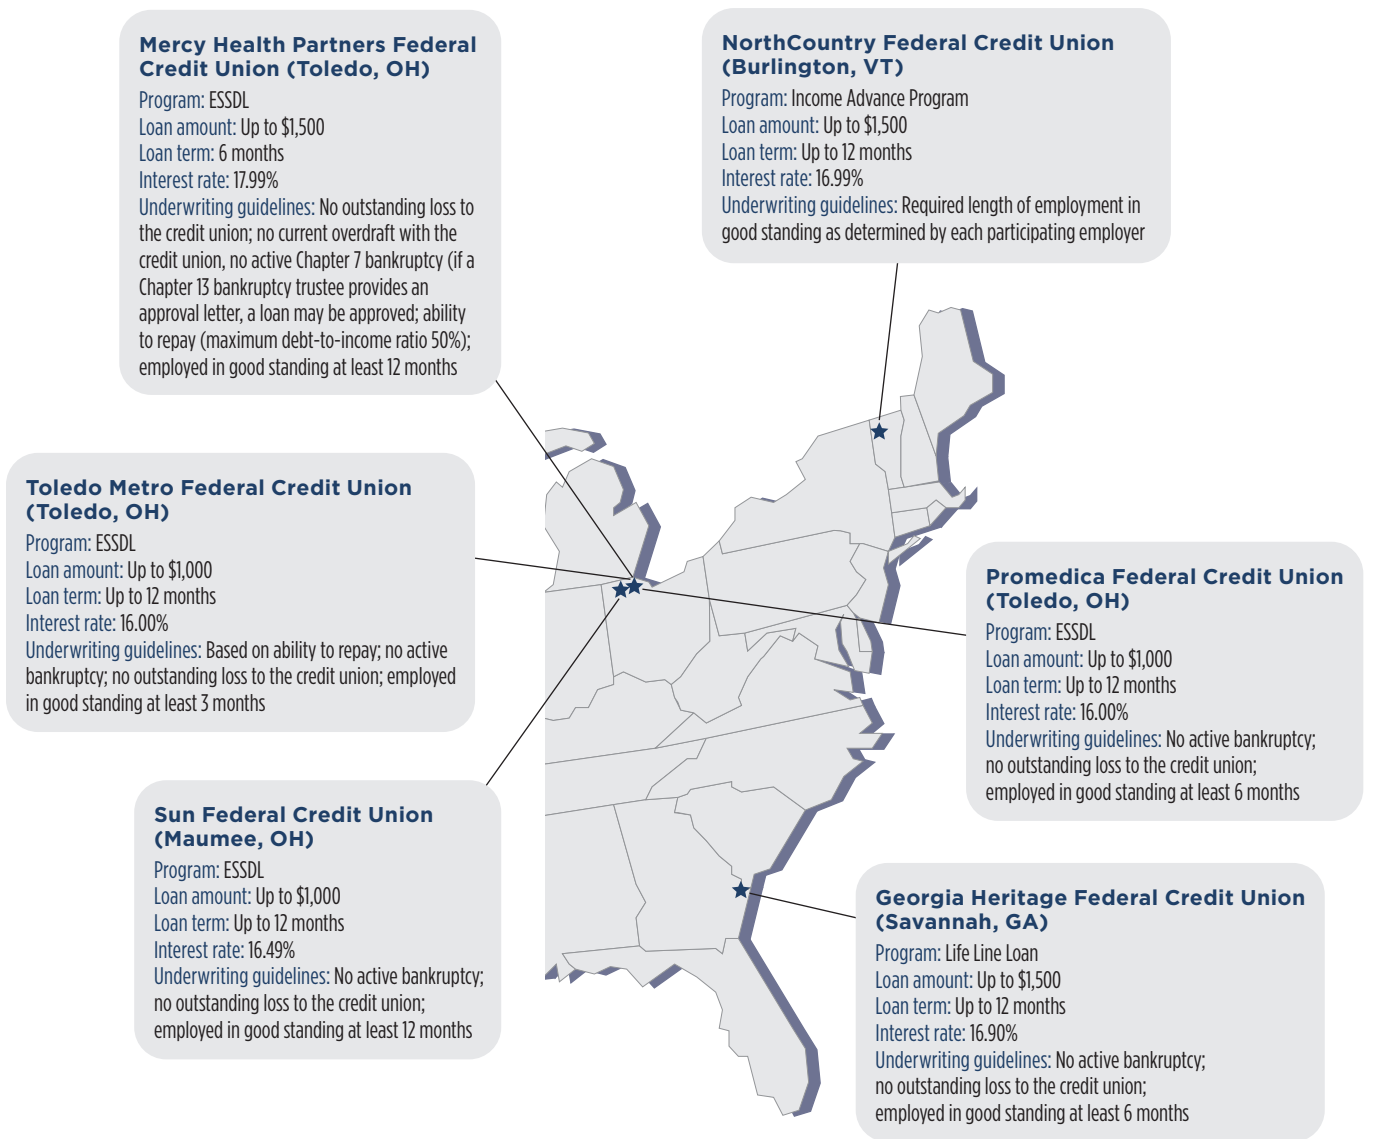 Mercy Health Partners Federal
Credit Union (Toledo, OH)
Program: ESSDL
Loan amount: Up to $1,500
Loan term: 6 months
Interest rate: 17.99%
Underwriting guidelines: No outstanding loss to
the credit union; no current overdraft with the
credit union, no active Chapter 7 bankruptcy (if a
Chapter 13 bankruptcy trustee provides an
approval letter, a loan may be approved; ability
to repay (maximum debt-to-income ratio 50%);
employed in good standing at least 12 months
NorthCountry Federal Credit Union
(Burlington, VT)
Program: Income Advance Program
Loan amount: Up to $1,500
Loan term: Up to 12 months
Interest rate: 16.99%
Underwriting guidelines: Required length of employment in
good standing as determined by each participating employer
Toledo Metro Federal Credit Union
(Toledo, OH)
Program: ESSDL
Loan amount: Up to $1,000
Loan term: Up to 12 months
Interest rate: 16.00%
Underwriting guidelines: Based on ability to repay; no active
bankruptcy; no outstanding loss to the credit union; employed
in good standing at least 3 months
Promedica Federal Credit Union
(Toledo, OH)
Program: ESSDL
Loan amount: Up to $1,000
Loan term: Up to 12 months
Interest rate: 16.00%
Underwriting guidelines: No active bankruptcy;
no outstanding loss to the credit union;
employed in good standing at least 6 months
Sun Federal Credit Union
(Maumee, OH)
Program: ESSDL
Loan amount: Up to $1,000
Loan term: Up to 12 months
Interest rate: 16.49%
Underwriting guidelines: No active bankruptcy;
no outstanding loss to the credit union;
employed in good standing at least 12 months
Georgia Heritage Federal Credit Union
(Savannah, GA)
Program: Life Line Loan
Loan amount: Up to $1,500
Loan term: Up to 12 months
Interest rate: 16.90%
Underwriting guidelines: No active bankruptcy;
no outstanding loss to the credit union;
employed in good standing at least 6 months